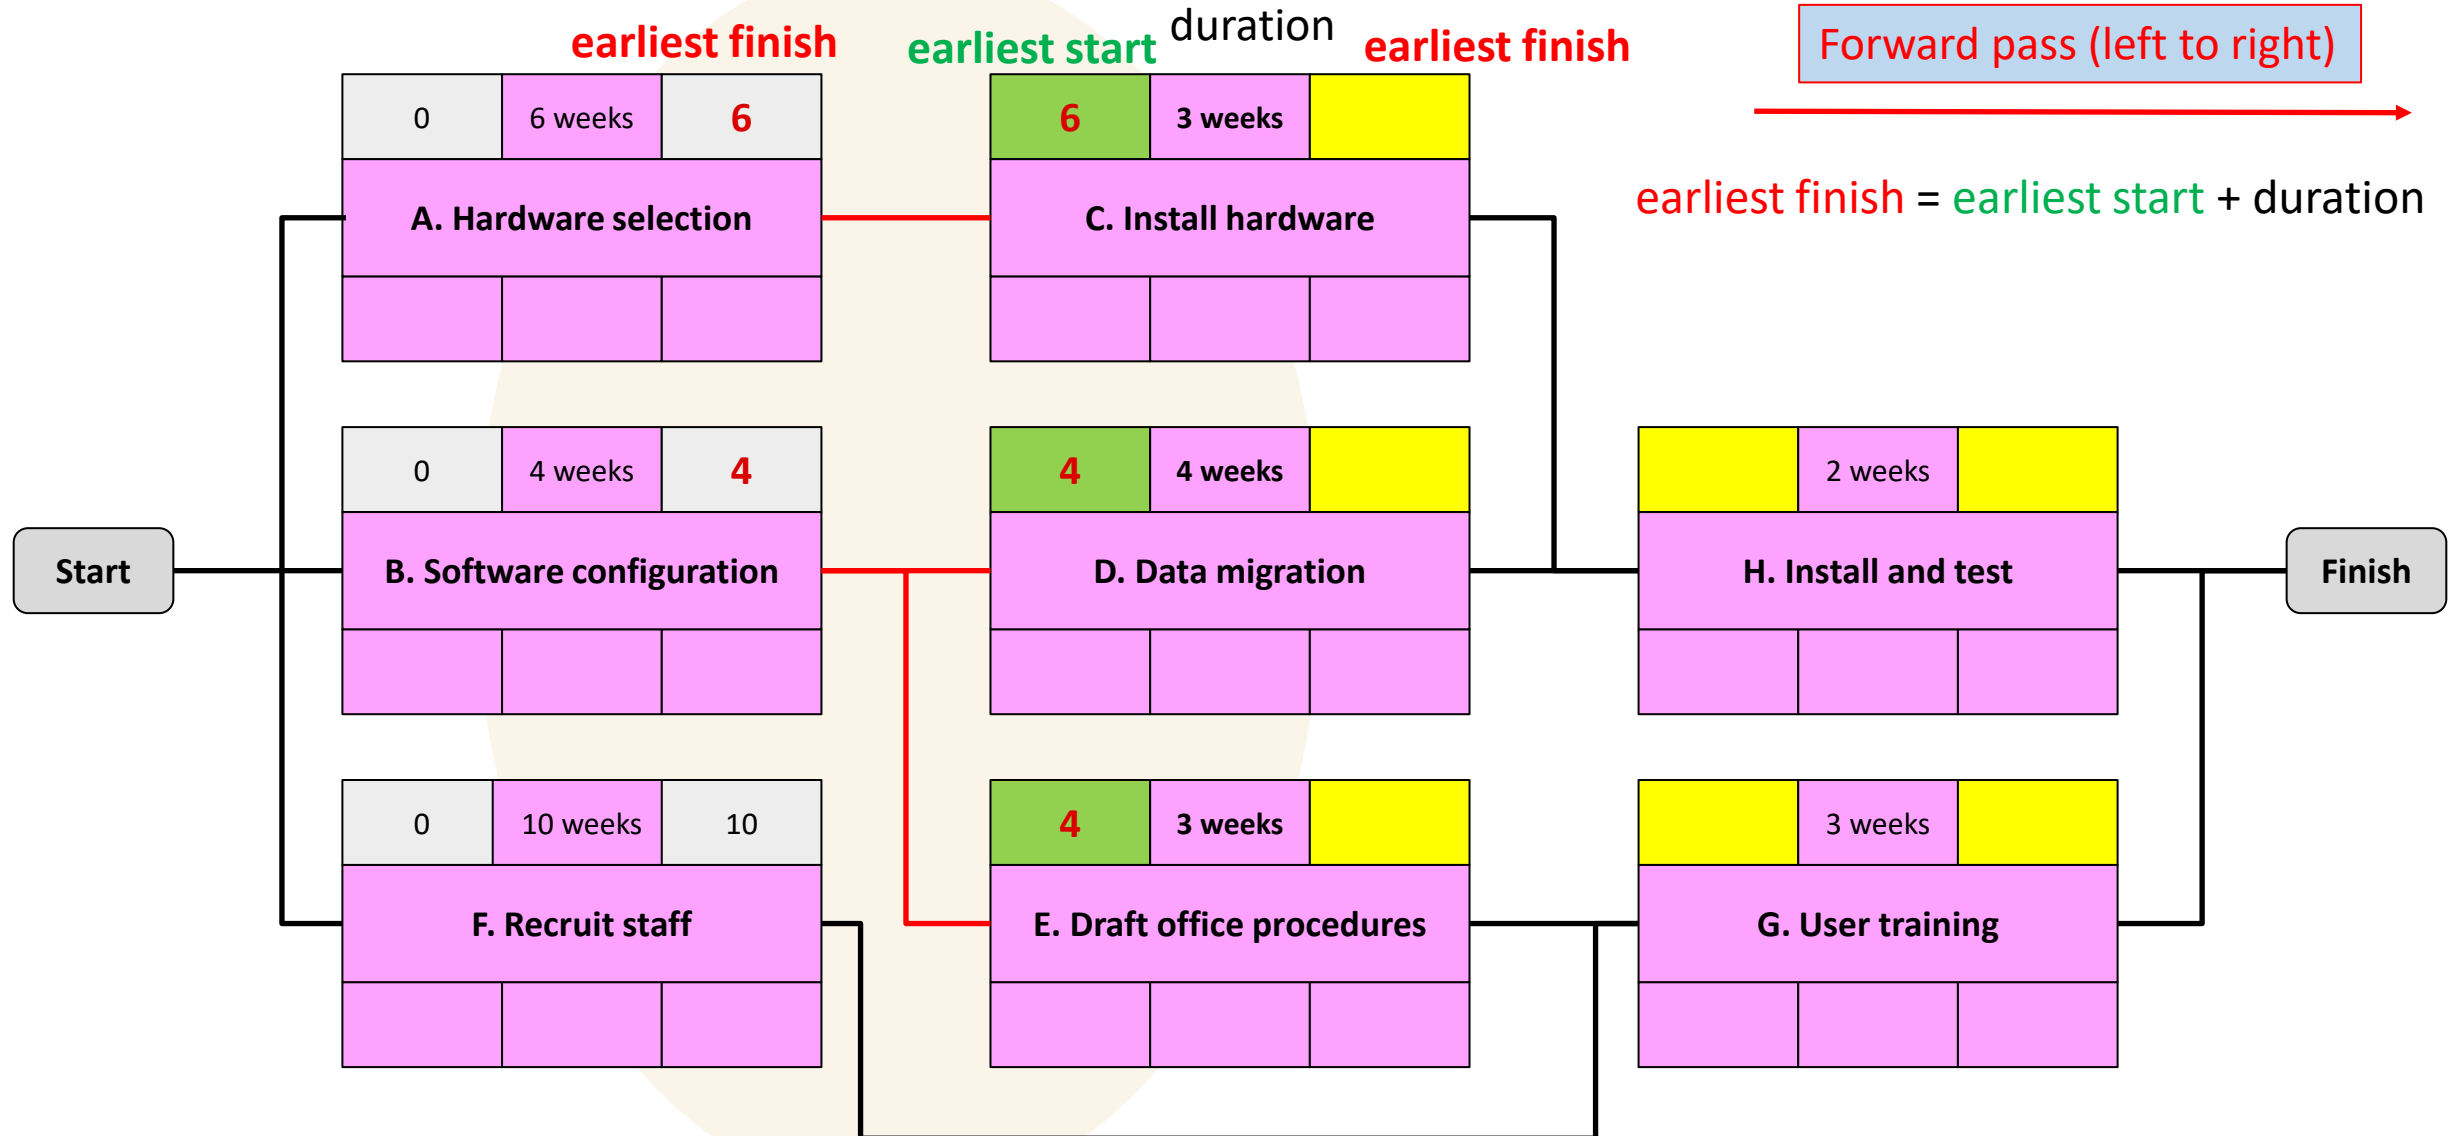 earliest finish
earliest start
duration
earliest finish
Forward pass (left to right)
earliest finish = earliest start + duration
0
6 weeks
6
A. Hardware selection
6
3 weeks
C. Install hardware
0
4 weeks
4
B. Software configuration
4
4 weeks
D. Data migration
2 weeks
H. Install and test
Start
Finish
0
10 weeks
10
F. Recruit staff
4
3 weeks
E. Draft office procedures
3 weeks
G. User training